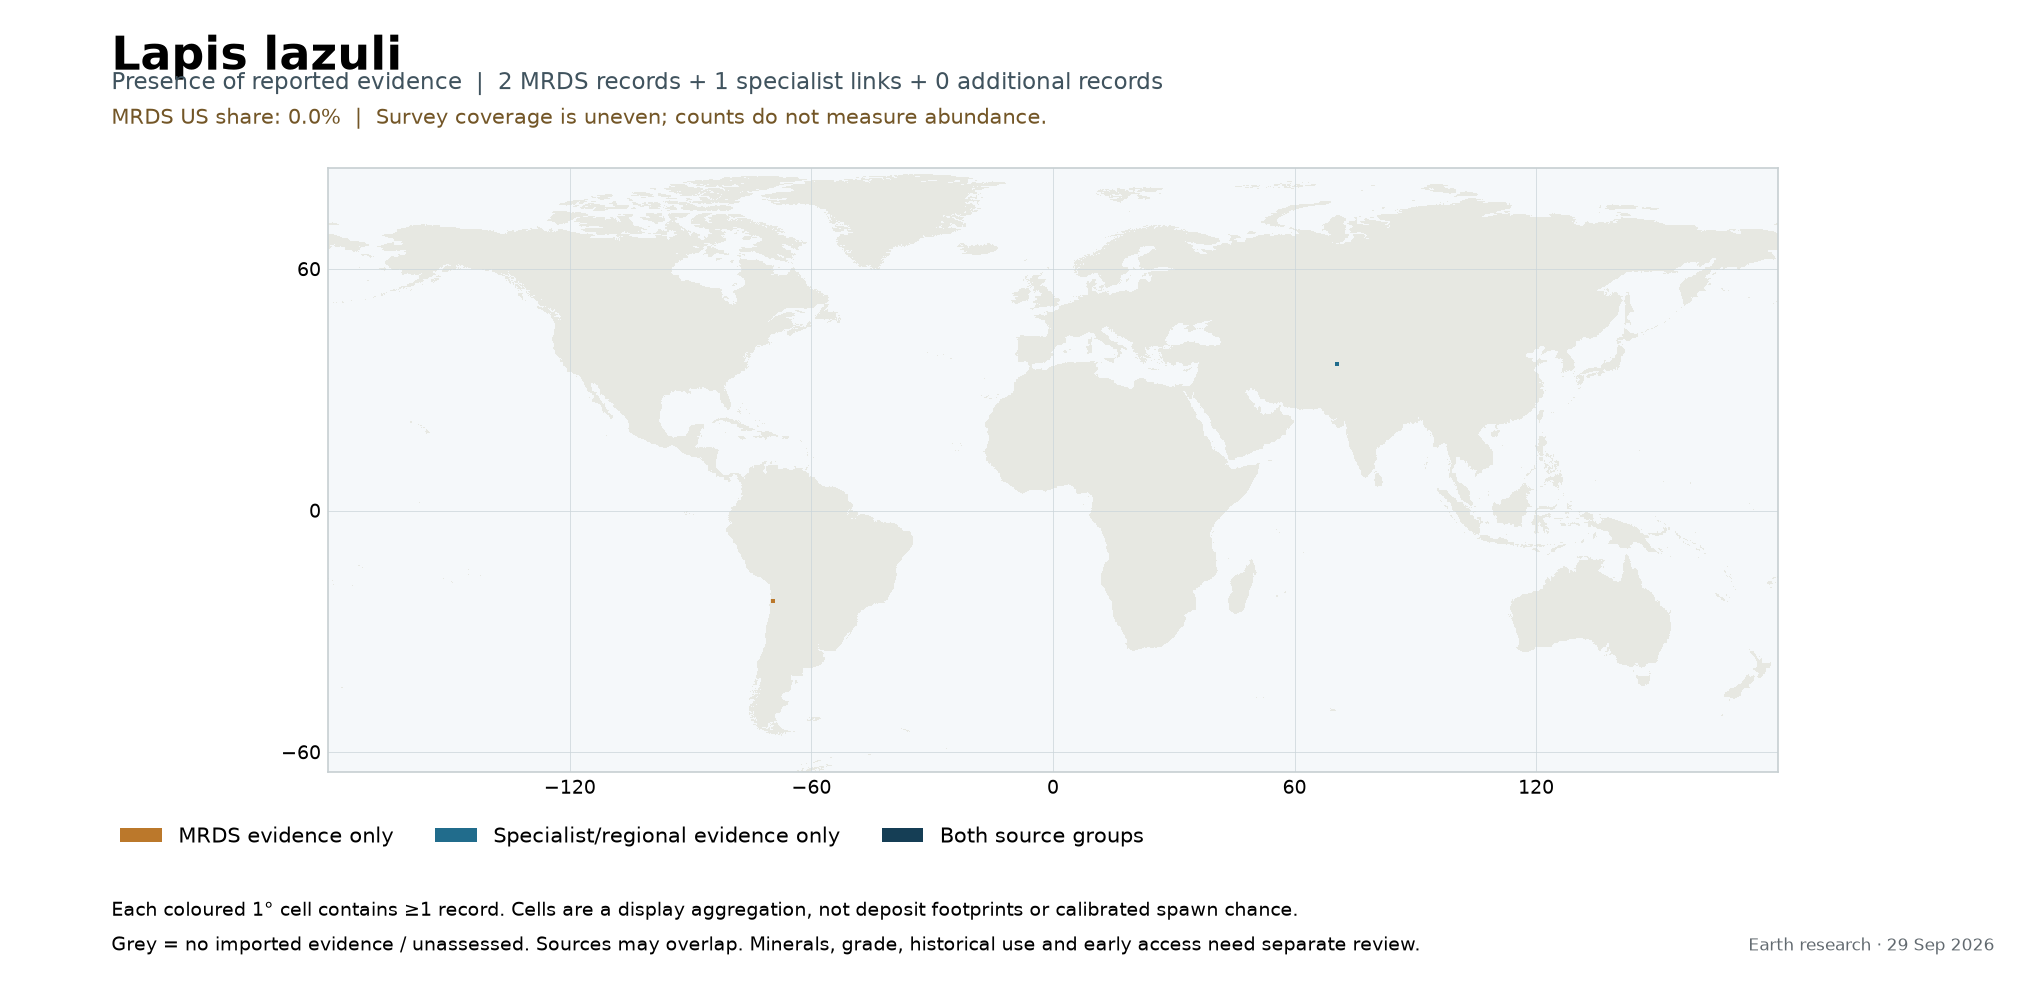 Lapis lazuli
Presence of reported evidence | 2 MRDS records + 1 specialist links + 0 additional records
MRDS US share: 0.0% | Survey coverage is uneven; counts do not measure abundance.
60
0
−60
−120
−60
0
60
120
MRDS evidence only
Specialist/regional evidence only
Both source groups
Each coloured 1° cell contains ≥1 record. Cells are a display aggregation, not deposit footprints or calibrated spawn chance.
Grey = no imported evidence / unassessed. Sources may overlap. Minerals, grade, historical use and early access need separate review.
Earth research · 29 Sep 2026